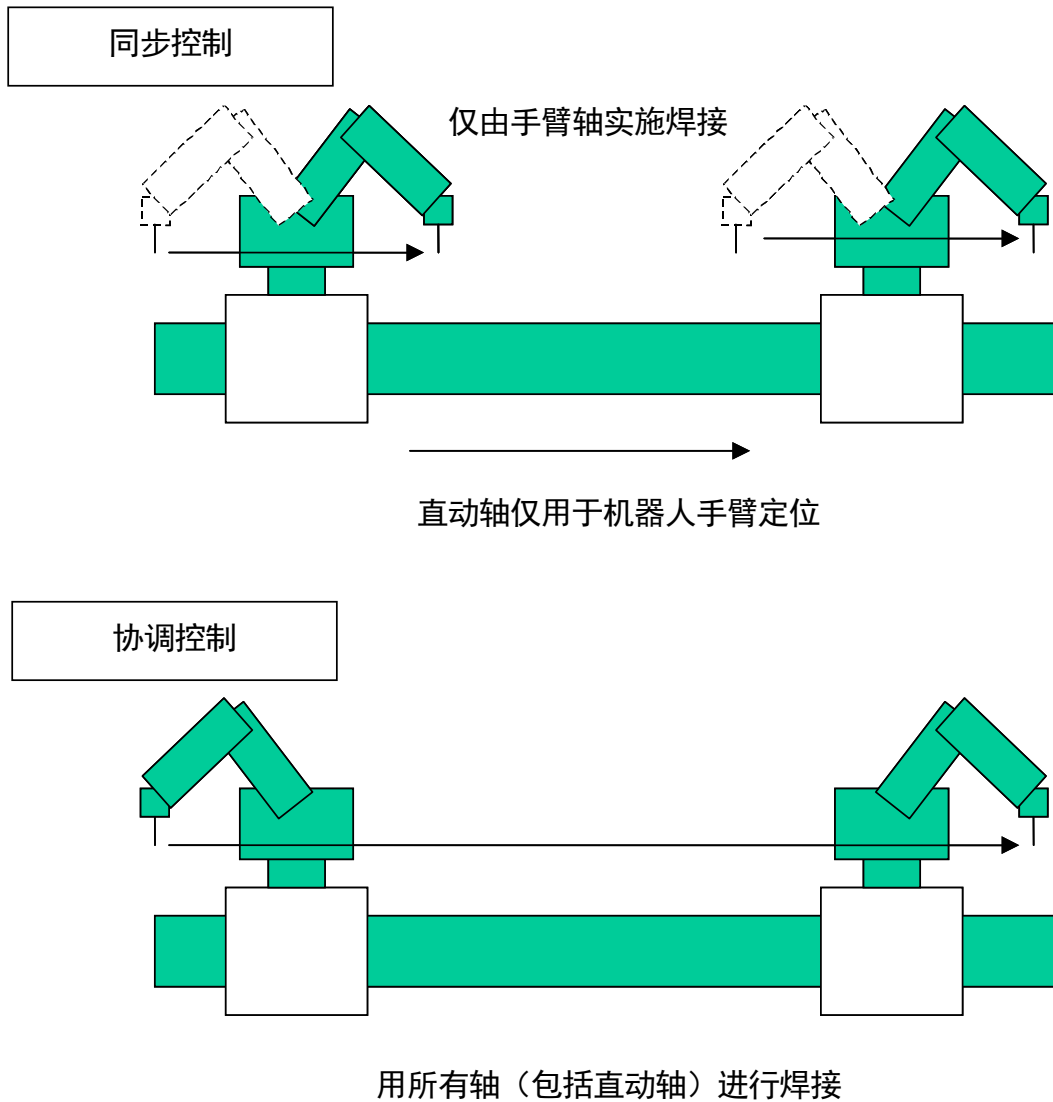 同步控制
仅由手臂轴实施焊接
直动轴仅用于机器人手臂定位
协调控制
用所有轴（包括直动轴）进行焊接